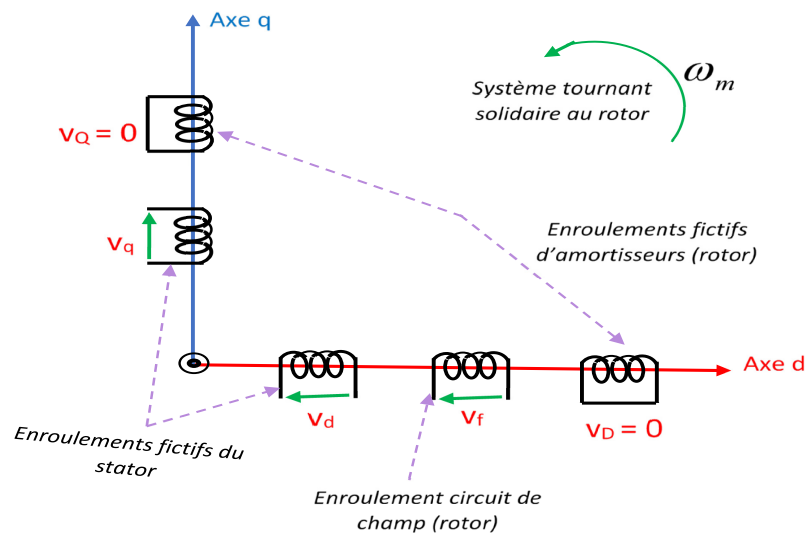 Axe q
ωm
Système tournant
solidaire au rotor
vQ = 0
vq
Enroulements fictifs
d'amortisseurs (rotor)
Axe d
vd
vf
vD = 0
Enroulements fictifs du
stator
Enroulement circuit de
champ (rotor)